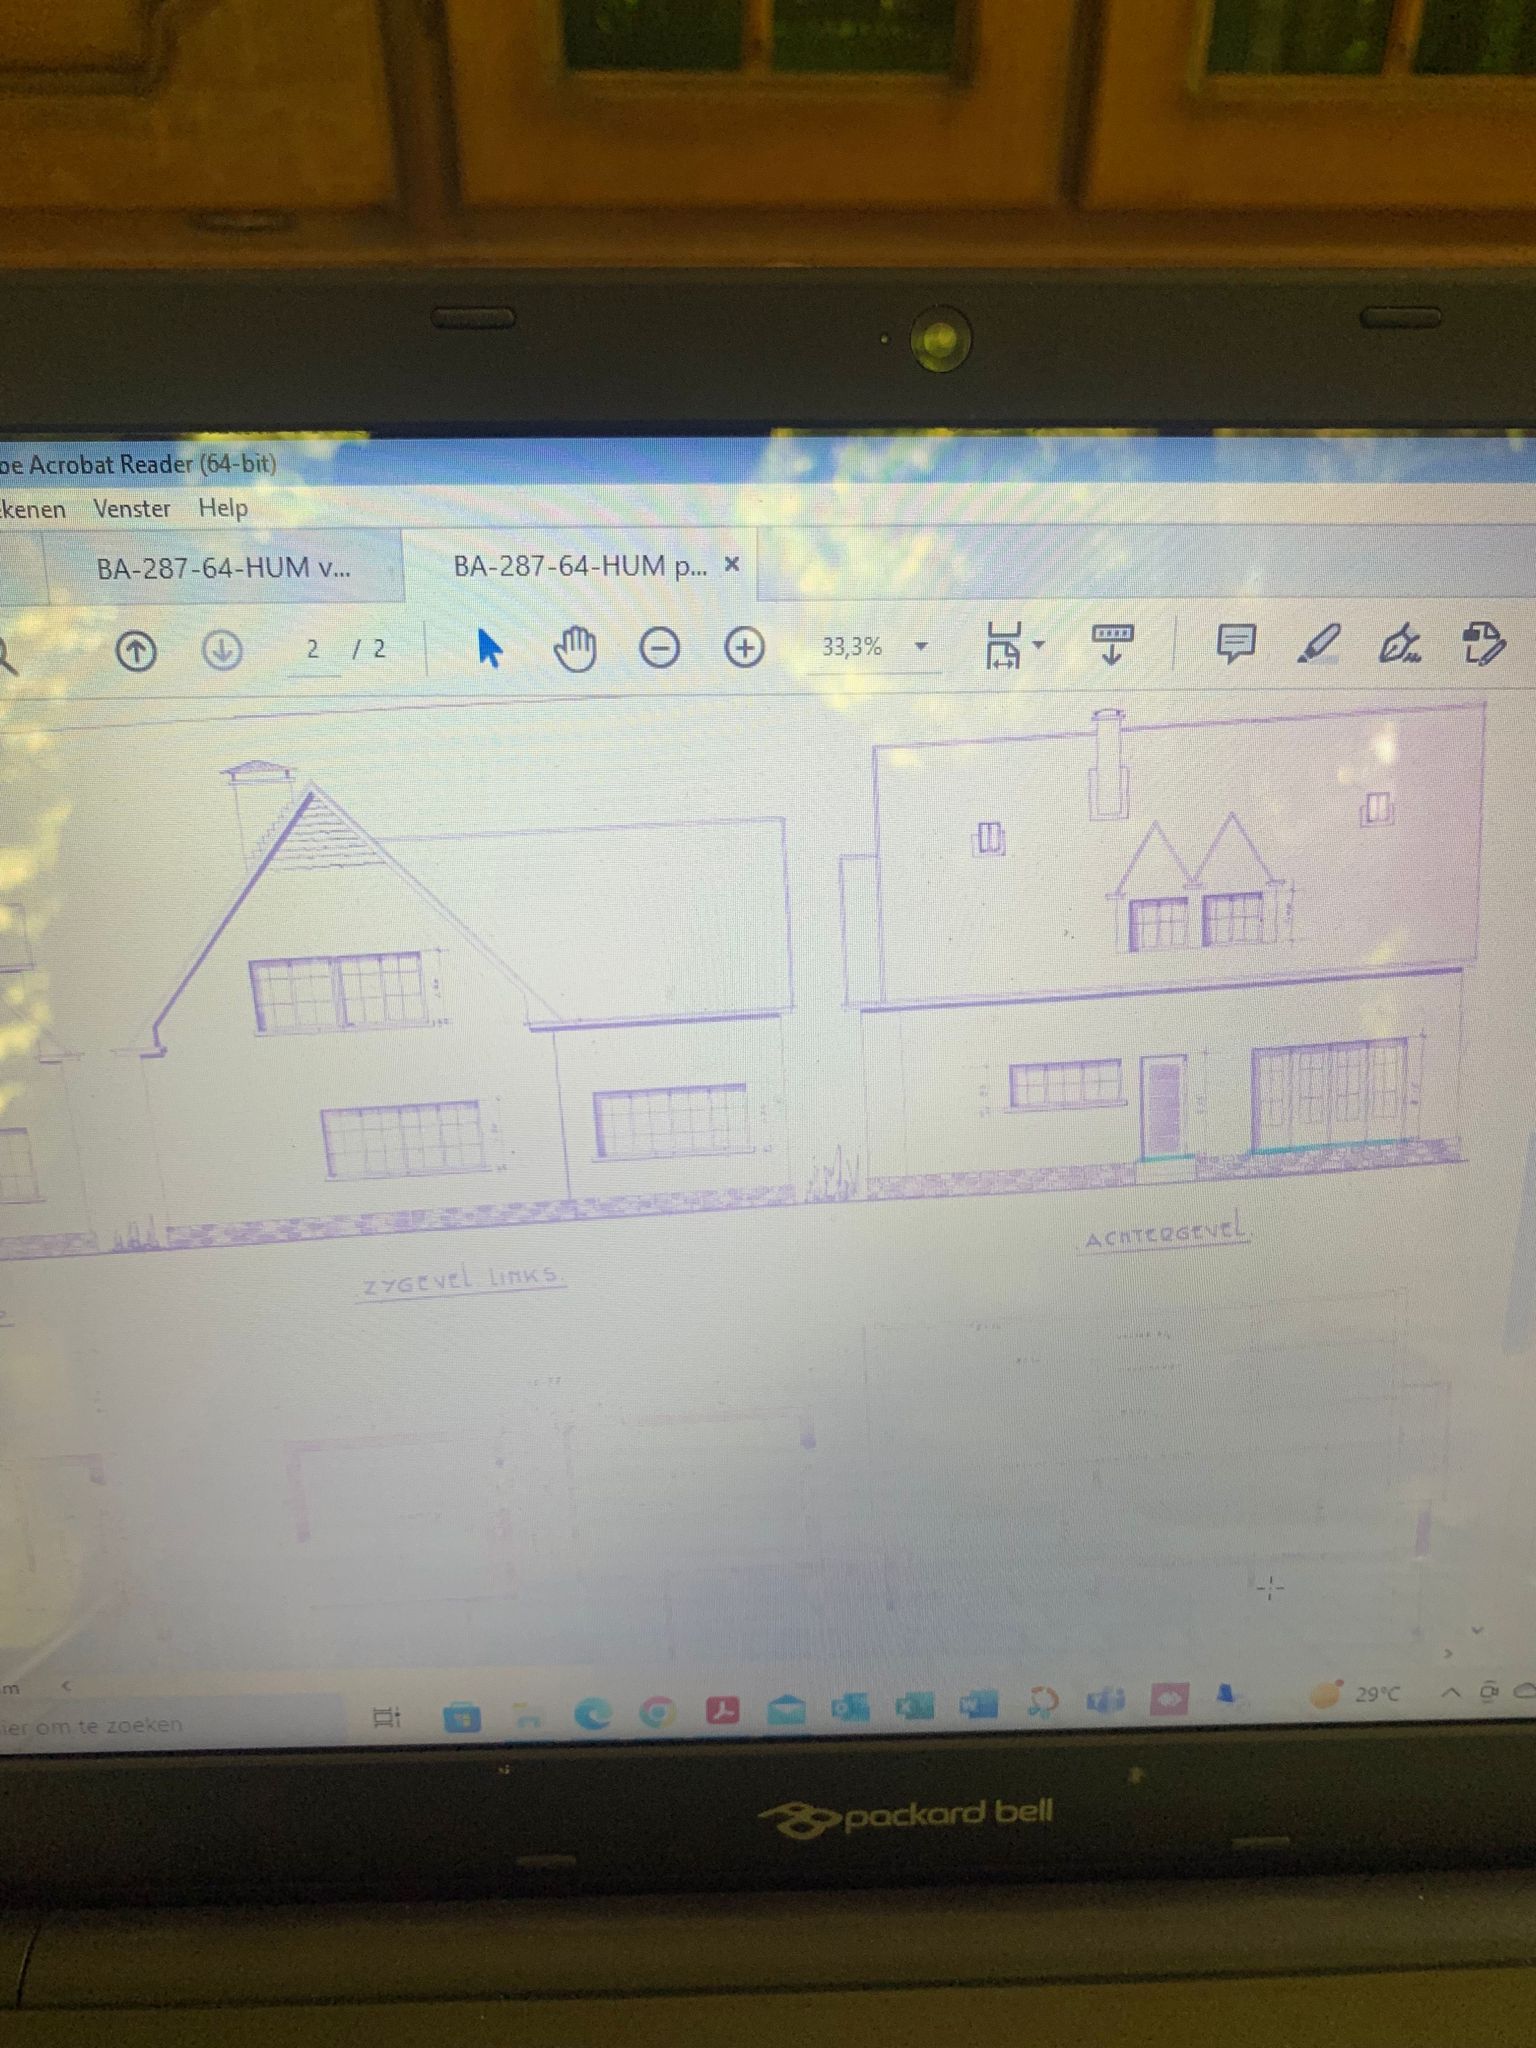 oe Acrobat Reader (64-bit)
kenen Venster Help
BA-287-64-HUM v... BA-287-64-HUM p...
2 / 2 33,3%
ACHTERGEVEL
ZYGEVEL LINKS
m
ier om te zoeken
29°C
packard bell